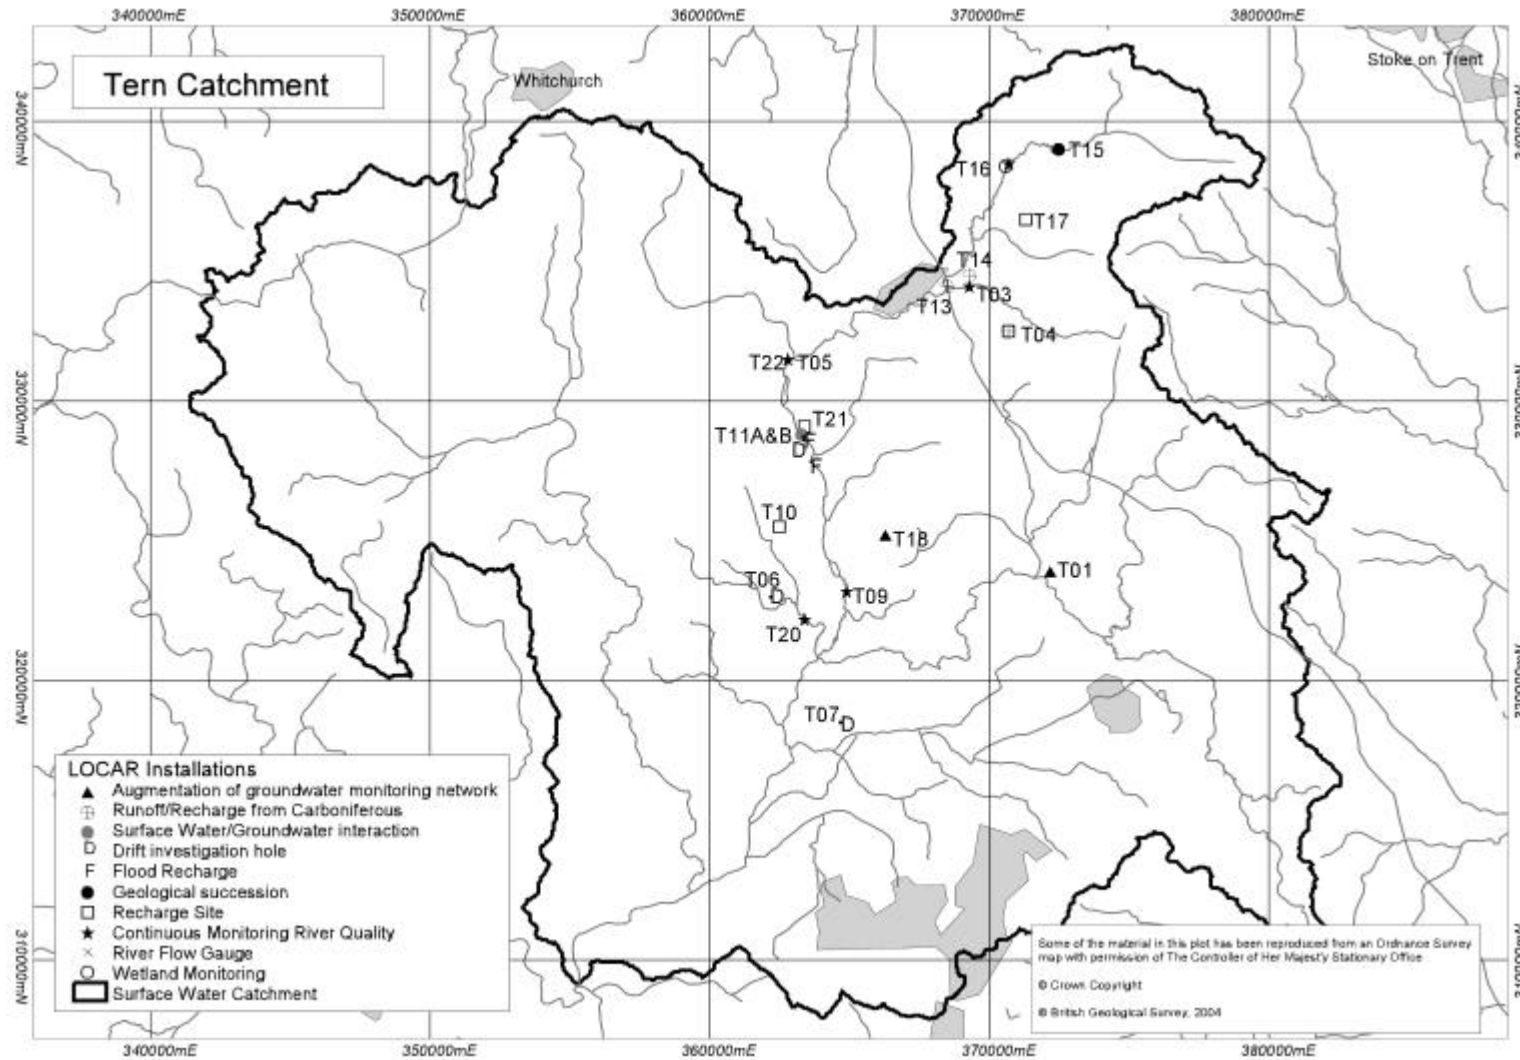 340000mE 350000mE 360000mE 370000mE 380000mE
Tern Catchment
Whitchurch
Stoke on Trent
340000mN 340000mN
T15
T16
T17
T14
T13 T03
T04
T22 T05
330000mN 330000mN
T21
T11A&B F
D
F
T10
T18
T01
T06
D
T09
T20
320000mN 320000mN
T07 D
LOCAR Installations
Augmentation of groundwater monitoring network
Runoff/Recharge from Carboniferous
Surface Water/Groundwater interaction
D Drift investigation hole
F Flood Recharge
Geological succession
Recharge Site
Continuous Monitoring River Quality
River Flow Gauge
Wetland Monitoring
Surface Water Catchment
310000mN 310000mN
Some of the material in this plot has been reproduced from an Ordnance Survey
map with permission of The Controller of Her Majesty's Stationary Office
© Crown Copyright
© British Geological Survey, 2004
340000mE 350000mE 360000mE 370000mE 380000mE